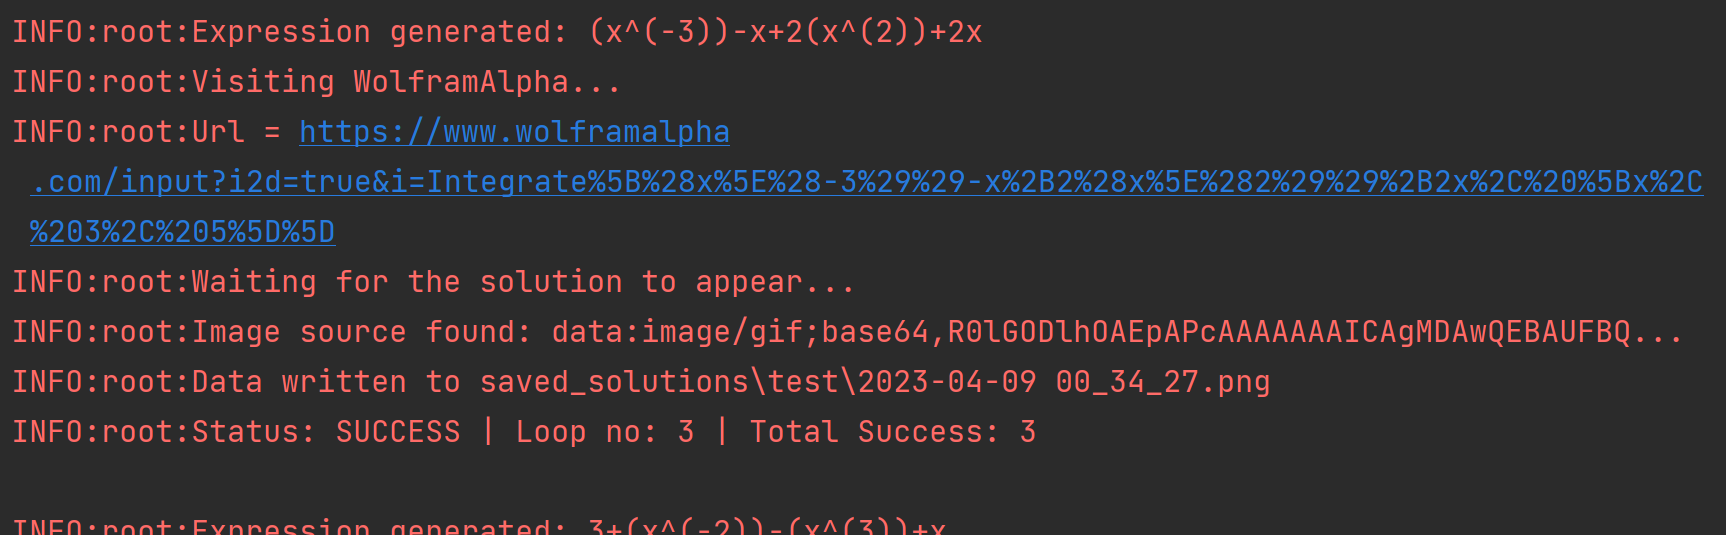 INFO:root:Expression generated: (x^(-3))-x+2(x^(2))+2x
INFO:root:Visiting WolframAlpha...
INFO:root:Url = https://www.wolframalpha
.com/input?i2d=true&i=Integrate%5B%28x%5E%28-3%29%29-x%2B2%28x%5E%282%29%29%2B2x%2C%20%5Bx%2C
%203%2C%205%5D%5D
INFO:root:Waiting for the solution to appear...
INFO:root:Image source found: data:image/gif;base64,R0lGODlhOAEpAPcAAAAAAAICAgMDAwQEBAUFBQ...
INFO:root:Data written to saved_solutions\test\2023-04-09 00_34_27.png
INFO:root:Status: SUCCESS | Loop no: 3 | Total Success: 3
INFO:root:Expression generated: 3+(x^(-2))-(x^(3))+x